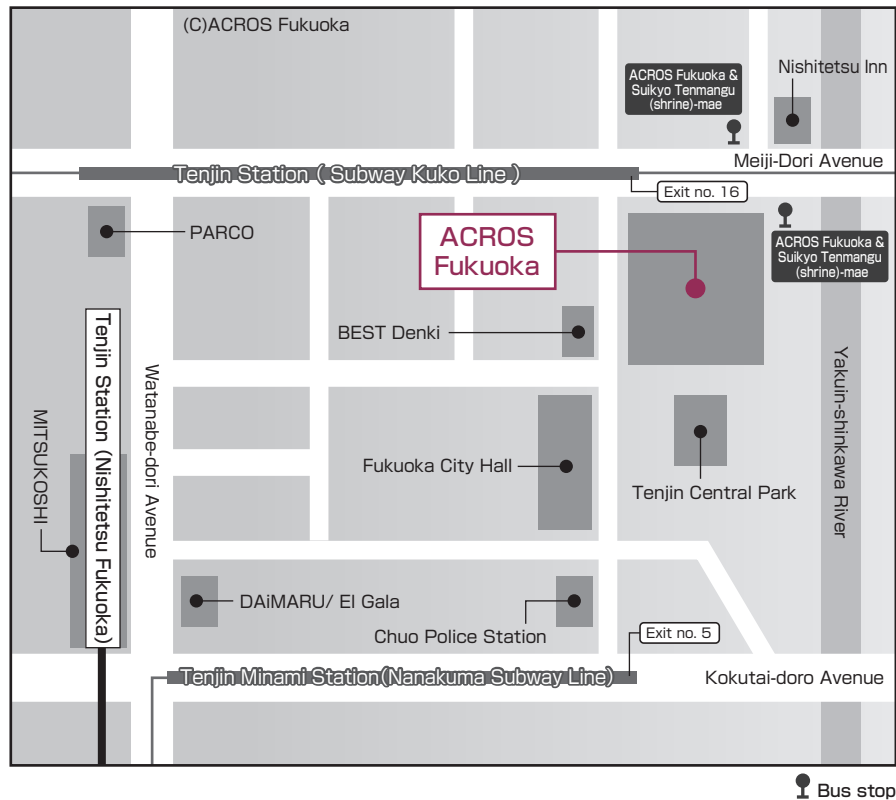 (C)ACROS Fukuoka
ACROS Fukuoka &
Suikyo Tenmangu
(shrine)-mae
Nishitetsu Inn
Meiji-Dori Avenue
Tenjin Station ( Subway Kuko Line )
Exit no. 16
PARCO
ACROS
Fukuoka
ACROS Fukuoka &
Suikyo Tenmangu
(shrine)-mae
BEST Denki
Tenjin Station (Nishitetsu Fukuoka)
Watanabe-dori Avenue
MITSUKOSHI
Yakuin-shinkawa River
Fukuoka City Hall
Tenjin Central Park
DAiMARU/ El Gala
Chuo Police Station
Exit no. 5
Tenjin Minami Station(Nanakuma Subway Line)
Kokutai-doro Avenue
Bus stop